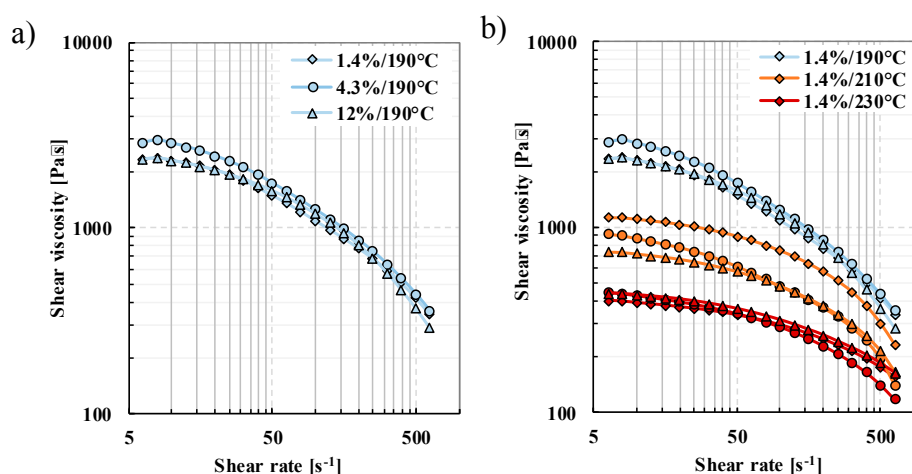 a)
10000
1000
100
5
50
500
Shear viscosity [Pa□s]
Shear rate [s⁻¹]
1.4%/190°C
4.3%/190°C
12%/190°C
b)
10000
1000
100
5
50
500
Shear viscosity [Pa□s]
Shear rate [s⁻¹]
1.4%/190°C
1.4%/210°C
1.4%/230°C